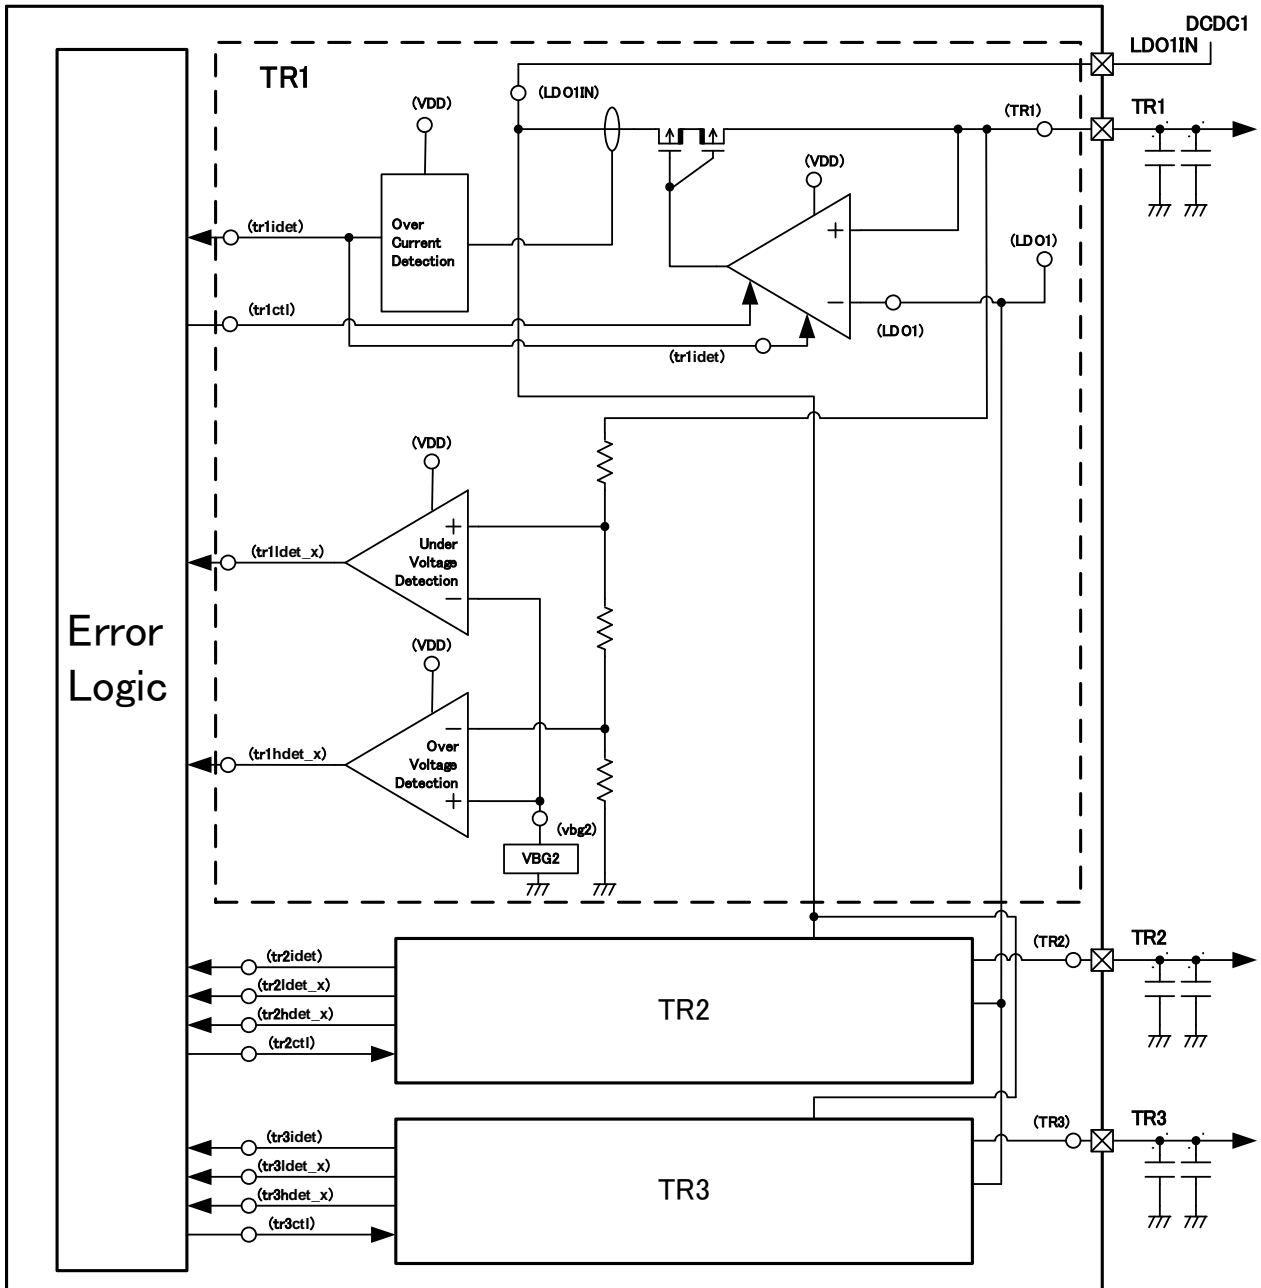 DCDC1
LDO1IN
TR1
(LDO1IN)
(VDD)
(TR1)
TR1
(VDD)
Over
Current
Detection
(tr1idet)
+
(LDO1)
(tr1ctl)
−
(LDO1)
(tr1idet)
(VDD)
+
Under
Voltage
Detection
−
(tr1ldet_x)
Error
Logic
(VDD)
−
Over
Voltage
Detection
+
(tr1hdet_x)
(vbg2)
VBG2
(tr2idet)
(tr2ldet_x)
(tr2hdet_x)
(tr2ctl)
TR2
(TR2)
TR2
(tr3idet)
(tr3ldet_x)
(tr3hdet_x)
(tr3ctl)
TR3
(TR3)
TR3